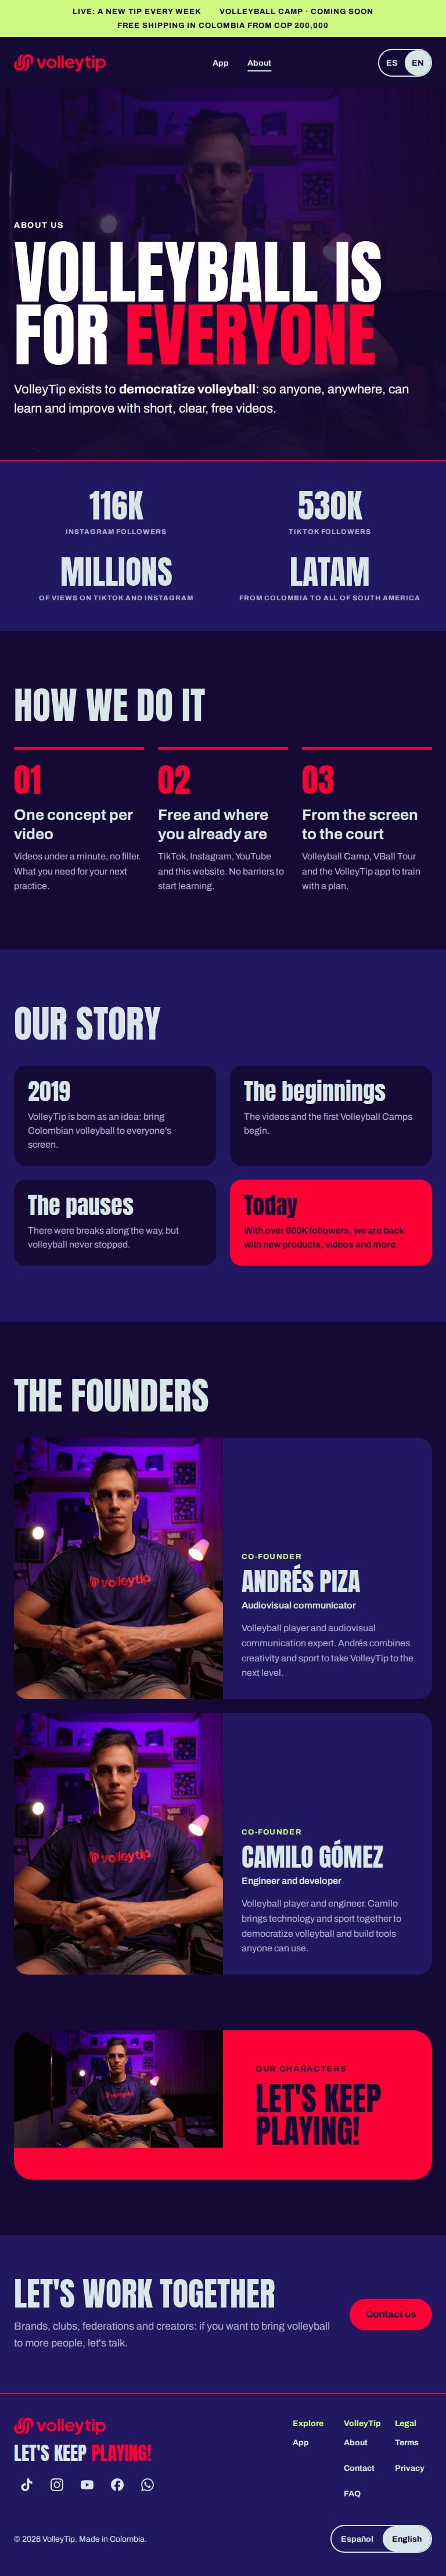 LIVE: A NEW TIP EVERY WEEK VOLLEYBALL CAMP · COMING SOON
FREE SHIPPING IN COLOMBIA FROM COP 200,000
volleytip App About ES EN
ABOUT US
VOLLEYBALL IS
FOR EVERYONE
VolleyTip exists to democratize volleyball: so anyone, anywhere, can
learn and improve with short, clear, free videos.
116K
INSTAGRAM FOLLOWERS
530K
TIKTOK FOLLOWERS
MILLIONS
OF VIEWS ON TIKTOK AND INSTAGRAM
LATAM
FROM COLOMBIA TO ALL OF SOUTH AMERICA
HOW WE DO IT
01
One concept per
video
Videos under a minute, no filler.
What you need for your next
practice.
02
Free and where
you already are
TikTok, Instagram, YouTube
and this website. No barriers to
start learning.
03
From the screen
to the court
Volleyball Camp, VBall Tour
and the VolleyTip app to train
with a plan.
OUR STORY
2019
VolleyTip is born as an idea: bring
Colombian volleyball to everyone's
screen.
The beginnings
The videos and the first Volleyball Camps
begin.
The pauses
There were breaks along the way, but
volleyball never stopped.
Today
With over 600K followers, we are back
with new products, videos and more.
THE FOUNDERS
volleytip
CO-FOUNDER
ANDRÉS PIZA
Audiovisual communicator
Volleyball player and audiovisual
communication expert. Andrés combines
creativity and sport to take VolleyTip to the
next level.
volleytip
CO-FOUNDER
CAMILO GÓMEZ
Engineer and developer
Volleyball player and engineer. Camilo
brings technology and sport together to
democratize volleyball and build tools
anyone can use.
volleytip
OUR CHARACTERS
LET'S KEEP
PLAYING!
LET'S WORK TOGETHER
Brands, clubs, federations and creators: if you want to bring volleyball
to more people, let's talk.
Contact us
volleytip
LET'S KEEP PLAYING!
Explore
App
VolleyTip
About
Contact
FAQ
Legal
Terms
Privacy
© 2026 VolleyTip. Made in Colombia.
Español English